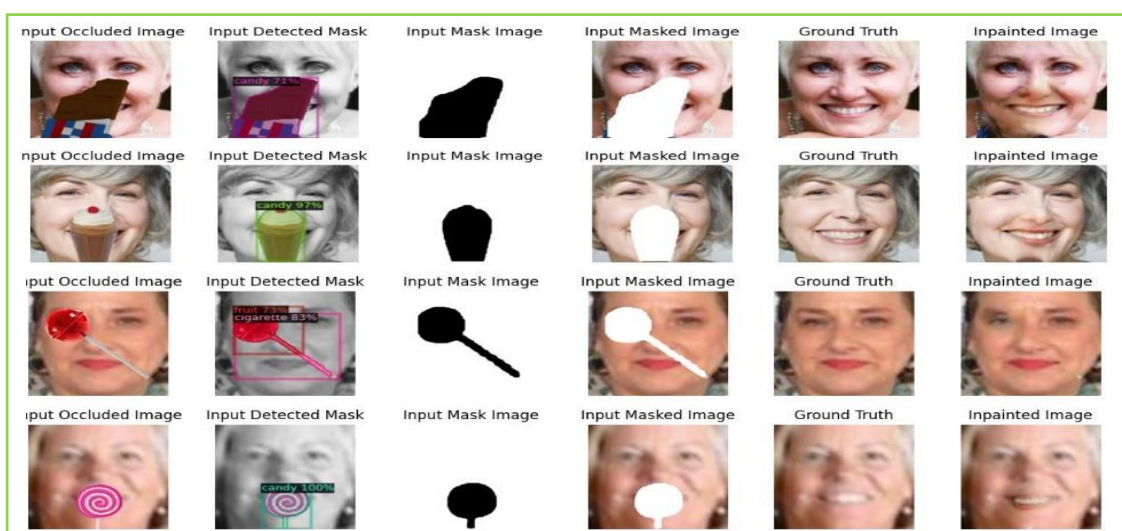 nput Occluded Image Input Detected Mask Input Mask Image Input Masked Image Ground Truth Inpainted Image
candy 71%
nput Occluded Image Input Detected Mask Input Mask Image Input Masked Image Ground Truth Inpainted Image
candy 97%
nput Occluded Image Input Detected Mask Input Mask Image Input Masked Image Ground Truth Inpainted Image
fruit 73%
cigarette 83%
nput Occluded Image Input Detected Mask Input Mask Image Input Masked Image Ground Truth Inpainted Image
candy 100%